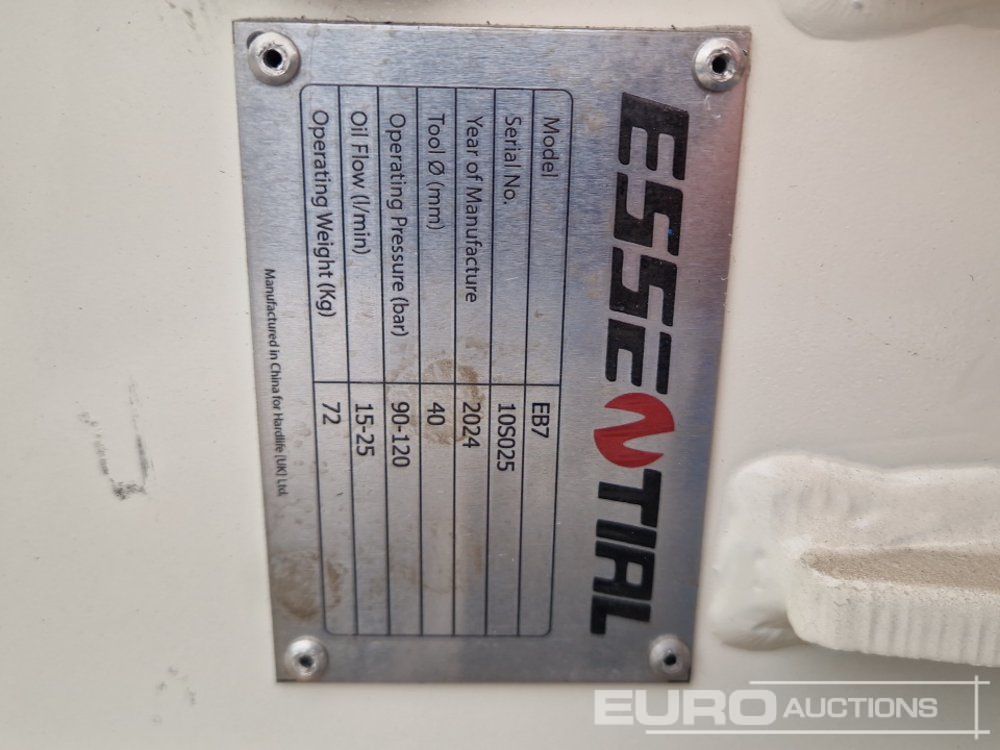 ESSENTIAL
Model EB7
Serial No. 10S025
Year of Manufacture 2024
Tool Ø (mm) 40
Operating Pressure (bar) 90-120
Oil Flow (l/min) 15-25
Operating Weight (Kg) 72
Manufactured in China for Hardlife (UK) Ltd.
EURO AUCTIONS